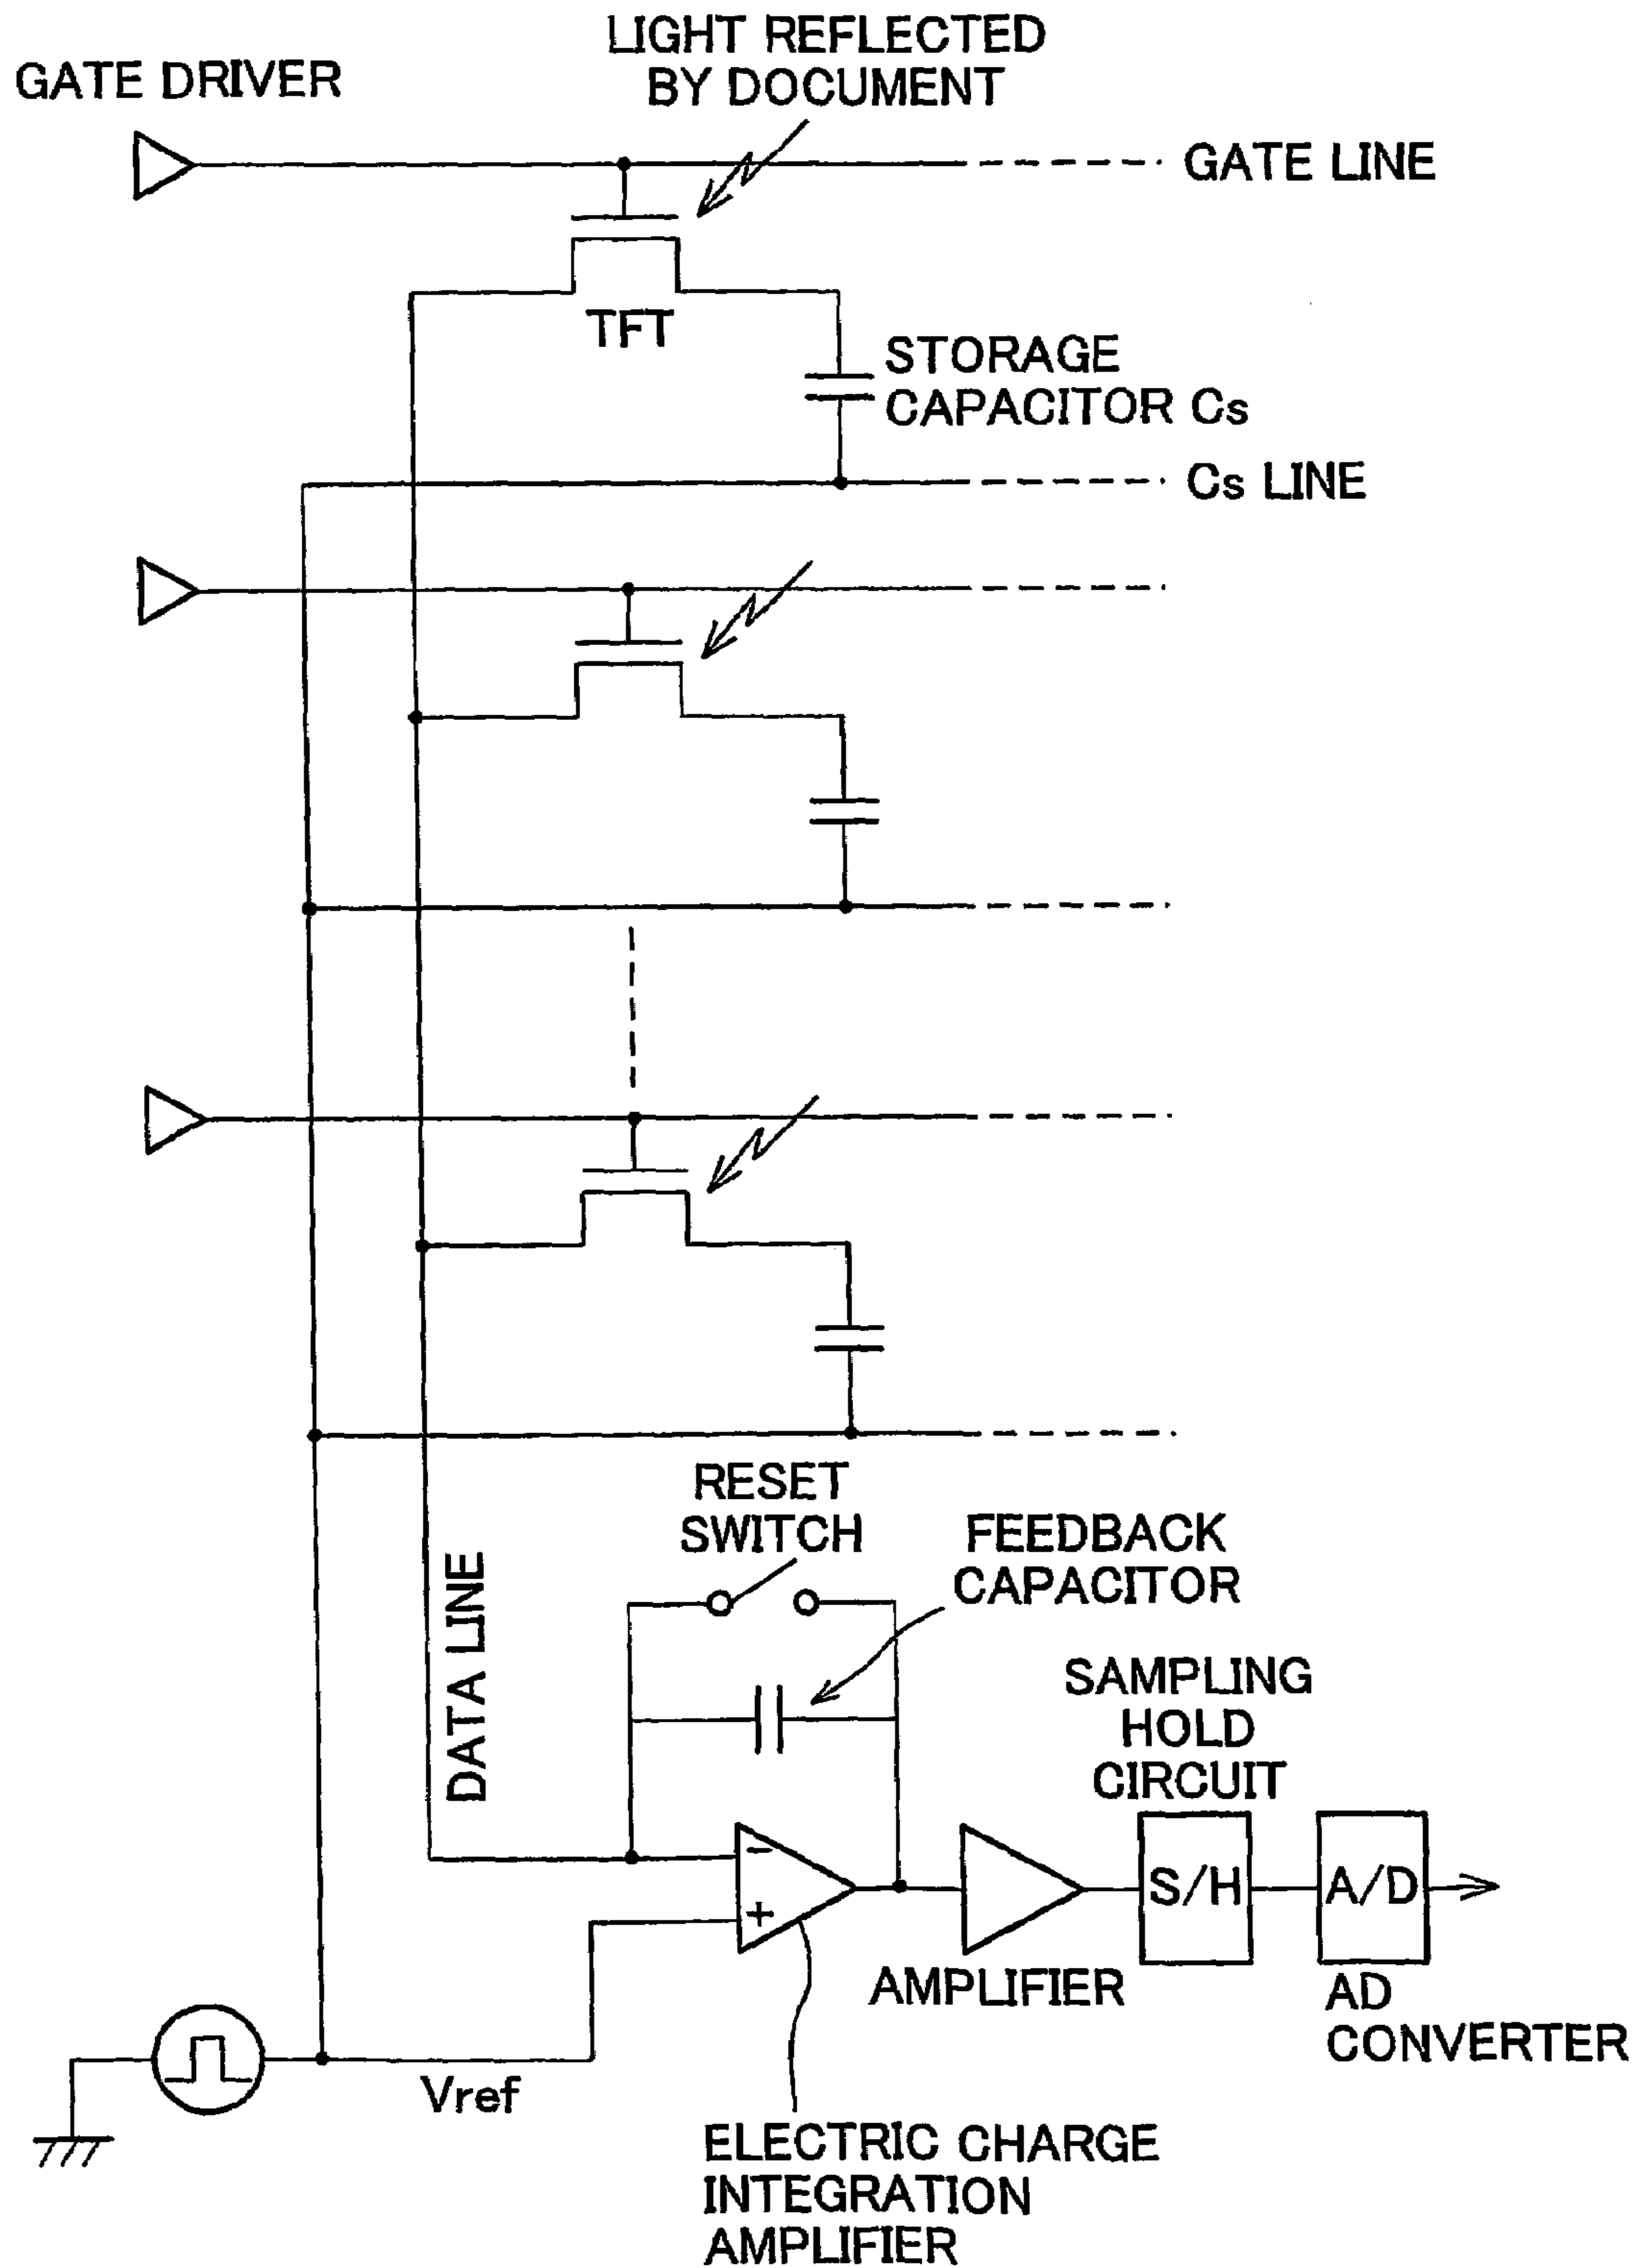 LIGHT REFLECTED
BY DOCUMENT
GATE DRIVER
GATE LINE
TFT
STORAGE
CAPACITOR Cs
Cs LINE
RESET
SWITCH
FEEDBACK
CAPACITOR
DATA LINE
SAMPLING
HOLD
CIRCUIT
−
+
S/H
A/D
AMPLIFIER
AD
CONVERTER
Vref
ELECTRIC CHARGE
INTEGRATION
AMPLIFIER